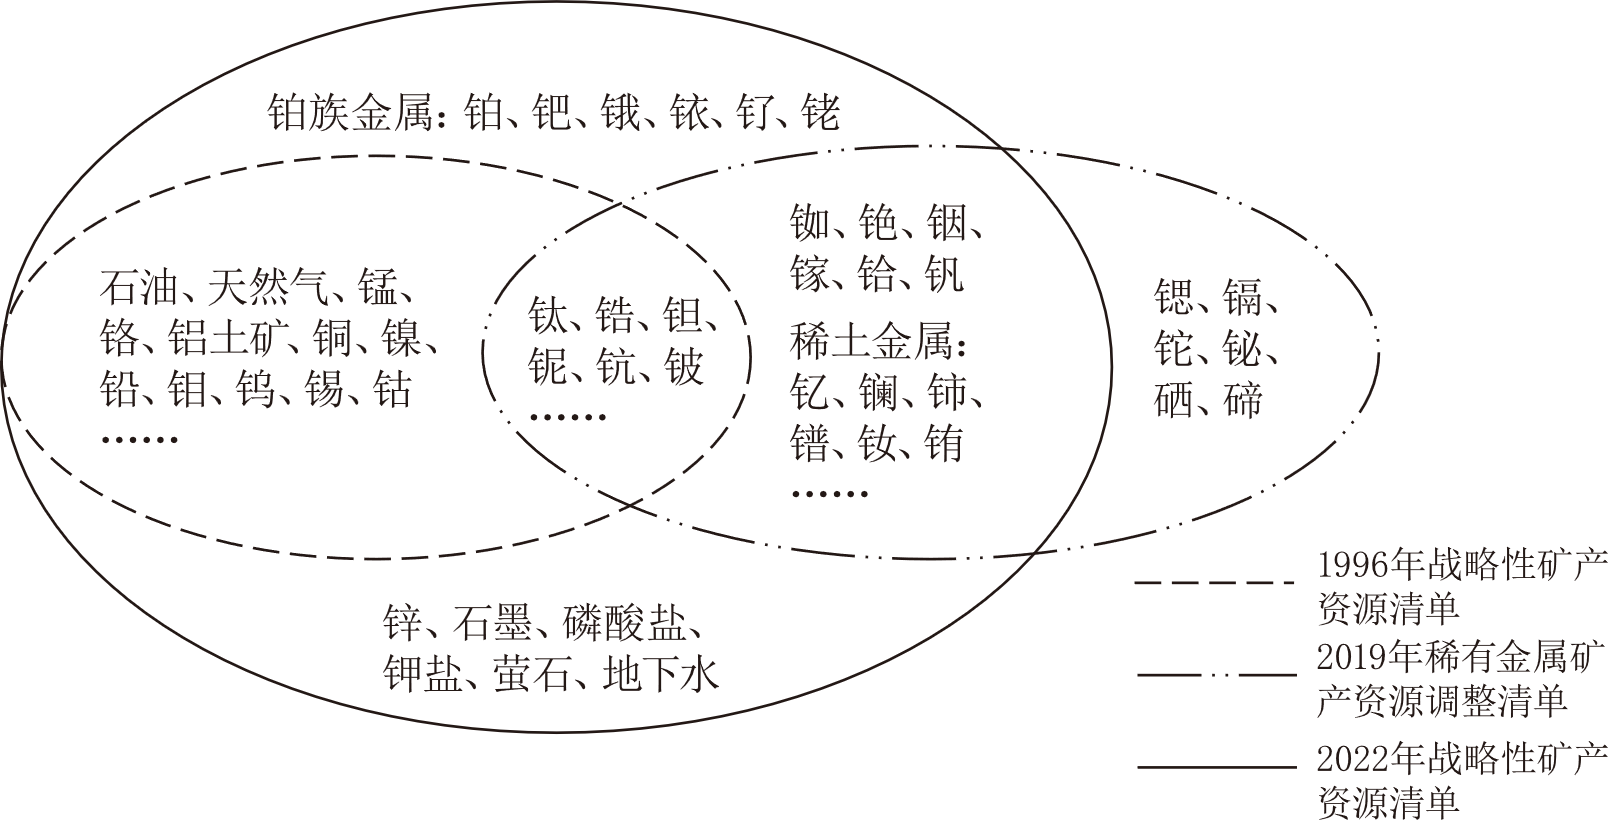 铂族金属：铂、钯、锇、铱、钌、铑
石油、天然气、锰、
铬、铝土矿、铜、镍、
铅、钼、钨、锡、钴
……
钛、锆、钽、
铌、钪、铍
……
铷、铯、铟、
镓、铪、钒
稀土金属：
钇、镧、铈、
镨、钕、铕
……
锶、镉、
铊、铋、
硒、碲
锌、石墨、磷酸盐、
钾盐、萤石、地下水
1996年战略性矿产
资源清单
2019年稀有金属矿
产资源调整清单
2022年战略性矿产
资源清单